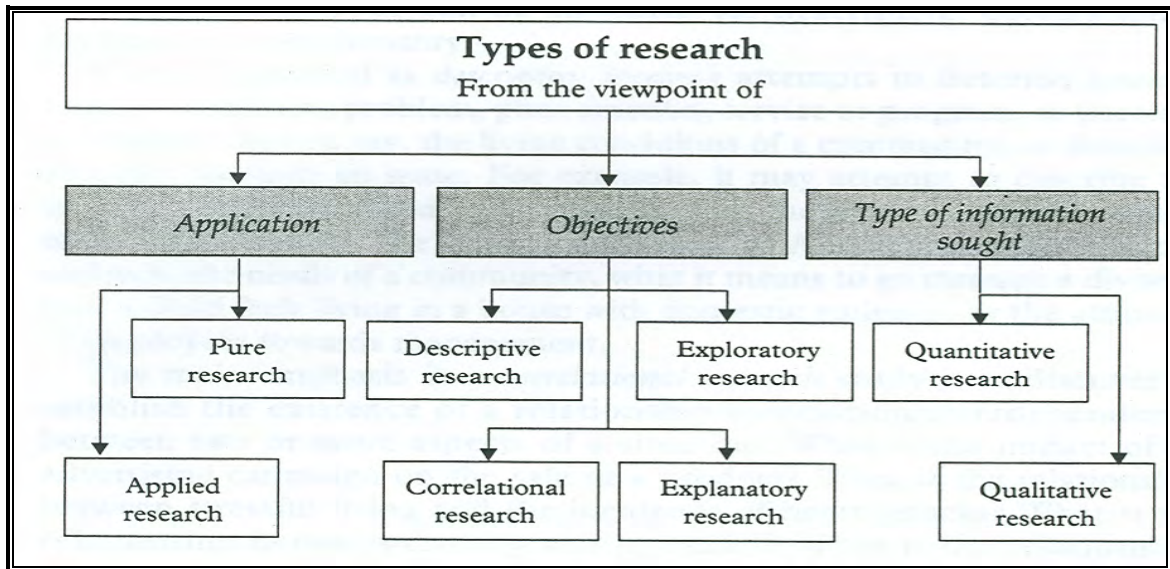 Types of research
From the viewpoint of
Application
Objectives
Type of information
sought
Pure
research
Descriptive
research
Exploratory
research
Quantitative
research
Applied
research
Correlational
research
Explanatory
research
Qualitative
research